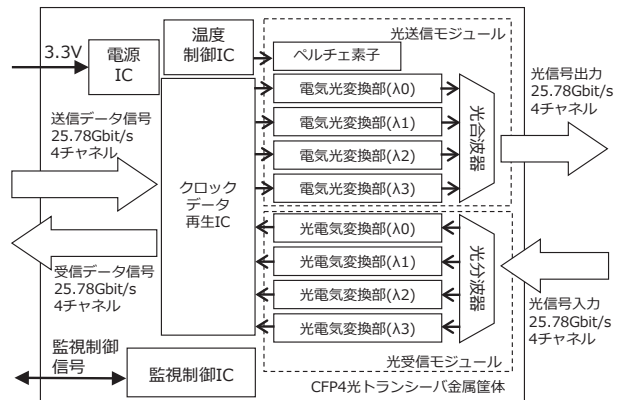 3.3V
電源
IC
温度
制御IC
光送信モジュール
ペルチェ素子
電気光変換部(λ0)
電気光変換部(λ1)
電気光変換部(λ2)
電気光変換部(λ3)
光合波器
光信号出力
25.78Gbit/s
4チャネル
送信データ信号
25.78Gbit/s
4チャネル
クロック
データ
再生IC
受信データ信号
25.78Gbit/s
4チャネル
光電気変換部(λ0)
光電気変換部(λ1)
光電気変換部(λ2)
光電気変換部(λ3)
光分波器
光信号入力
25.78Gbit/s
4チャネル
光受信モジュール
監視制御
信号
監視制御IC
CFP4光トランシーバ金属筐体